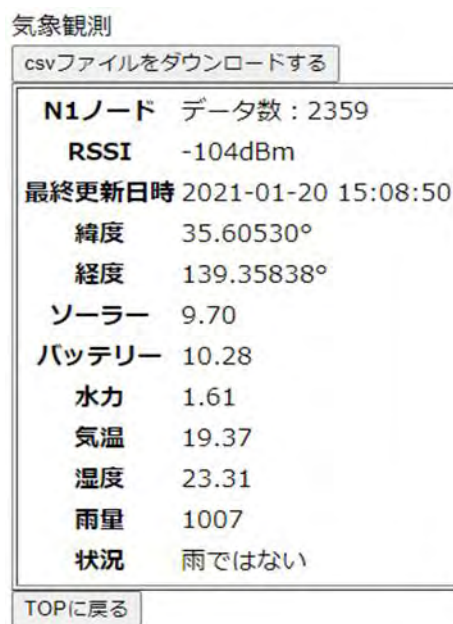 気象観測
csvファイルをダウンロードする
N1ノード データ数：2359
RSSI -104dBm
最終更新日時 2021-01-20 15:08:50
緯度 35.60530°
経度 139.35838°
ソーラー 9.70
バッテリー 10.28
水力 1.61
気温 19.37
湿度 23.31
雨量 1007
状況 雨ではない
TOPに戻る